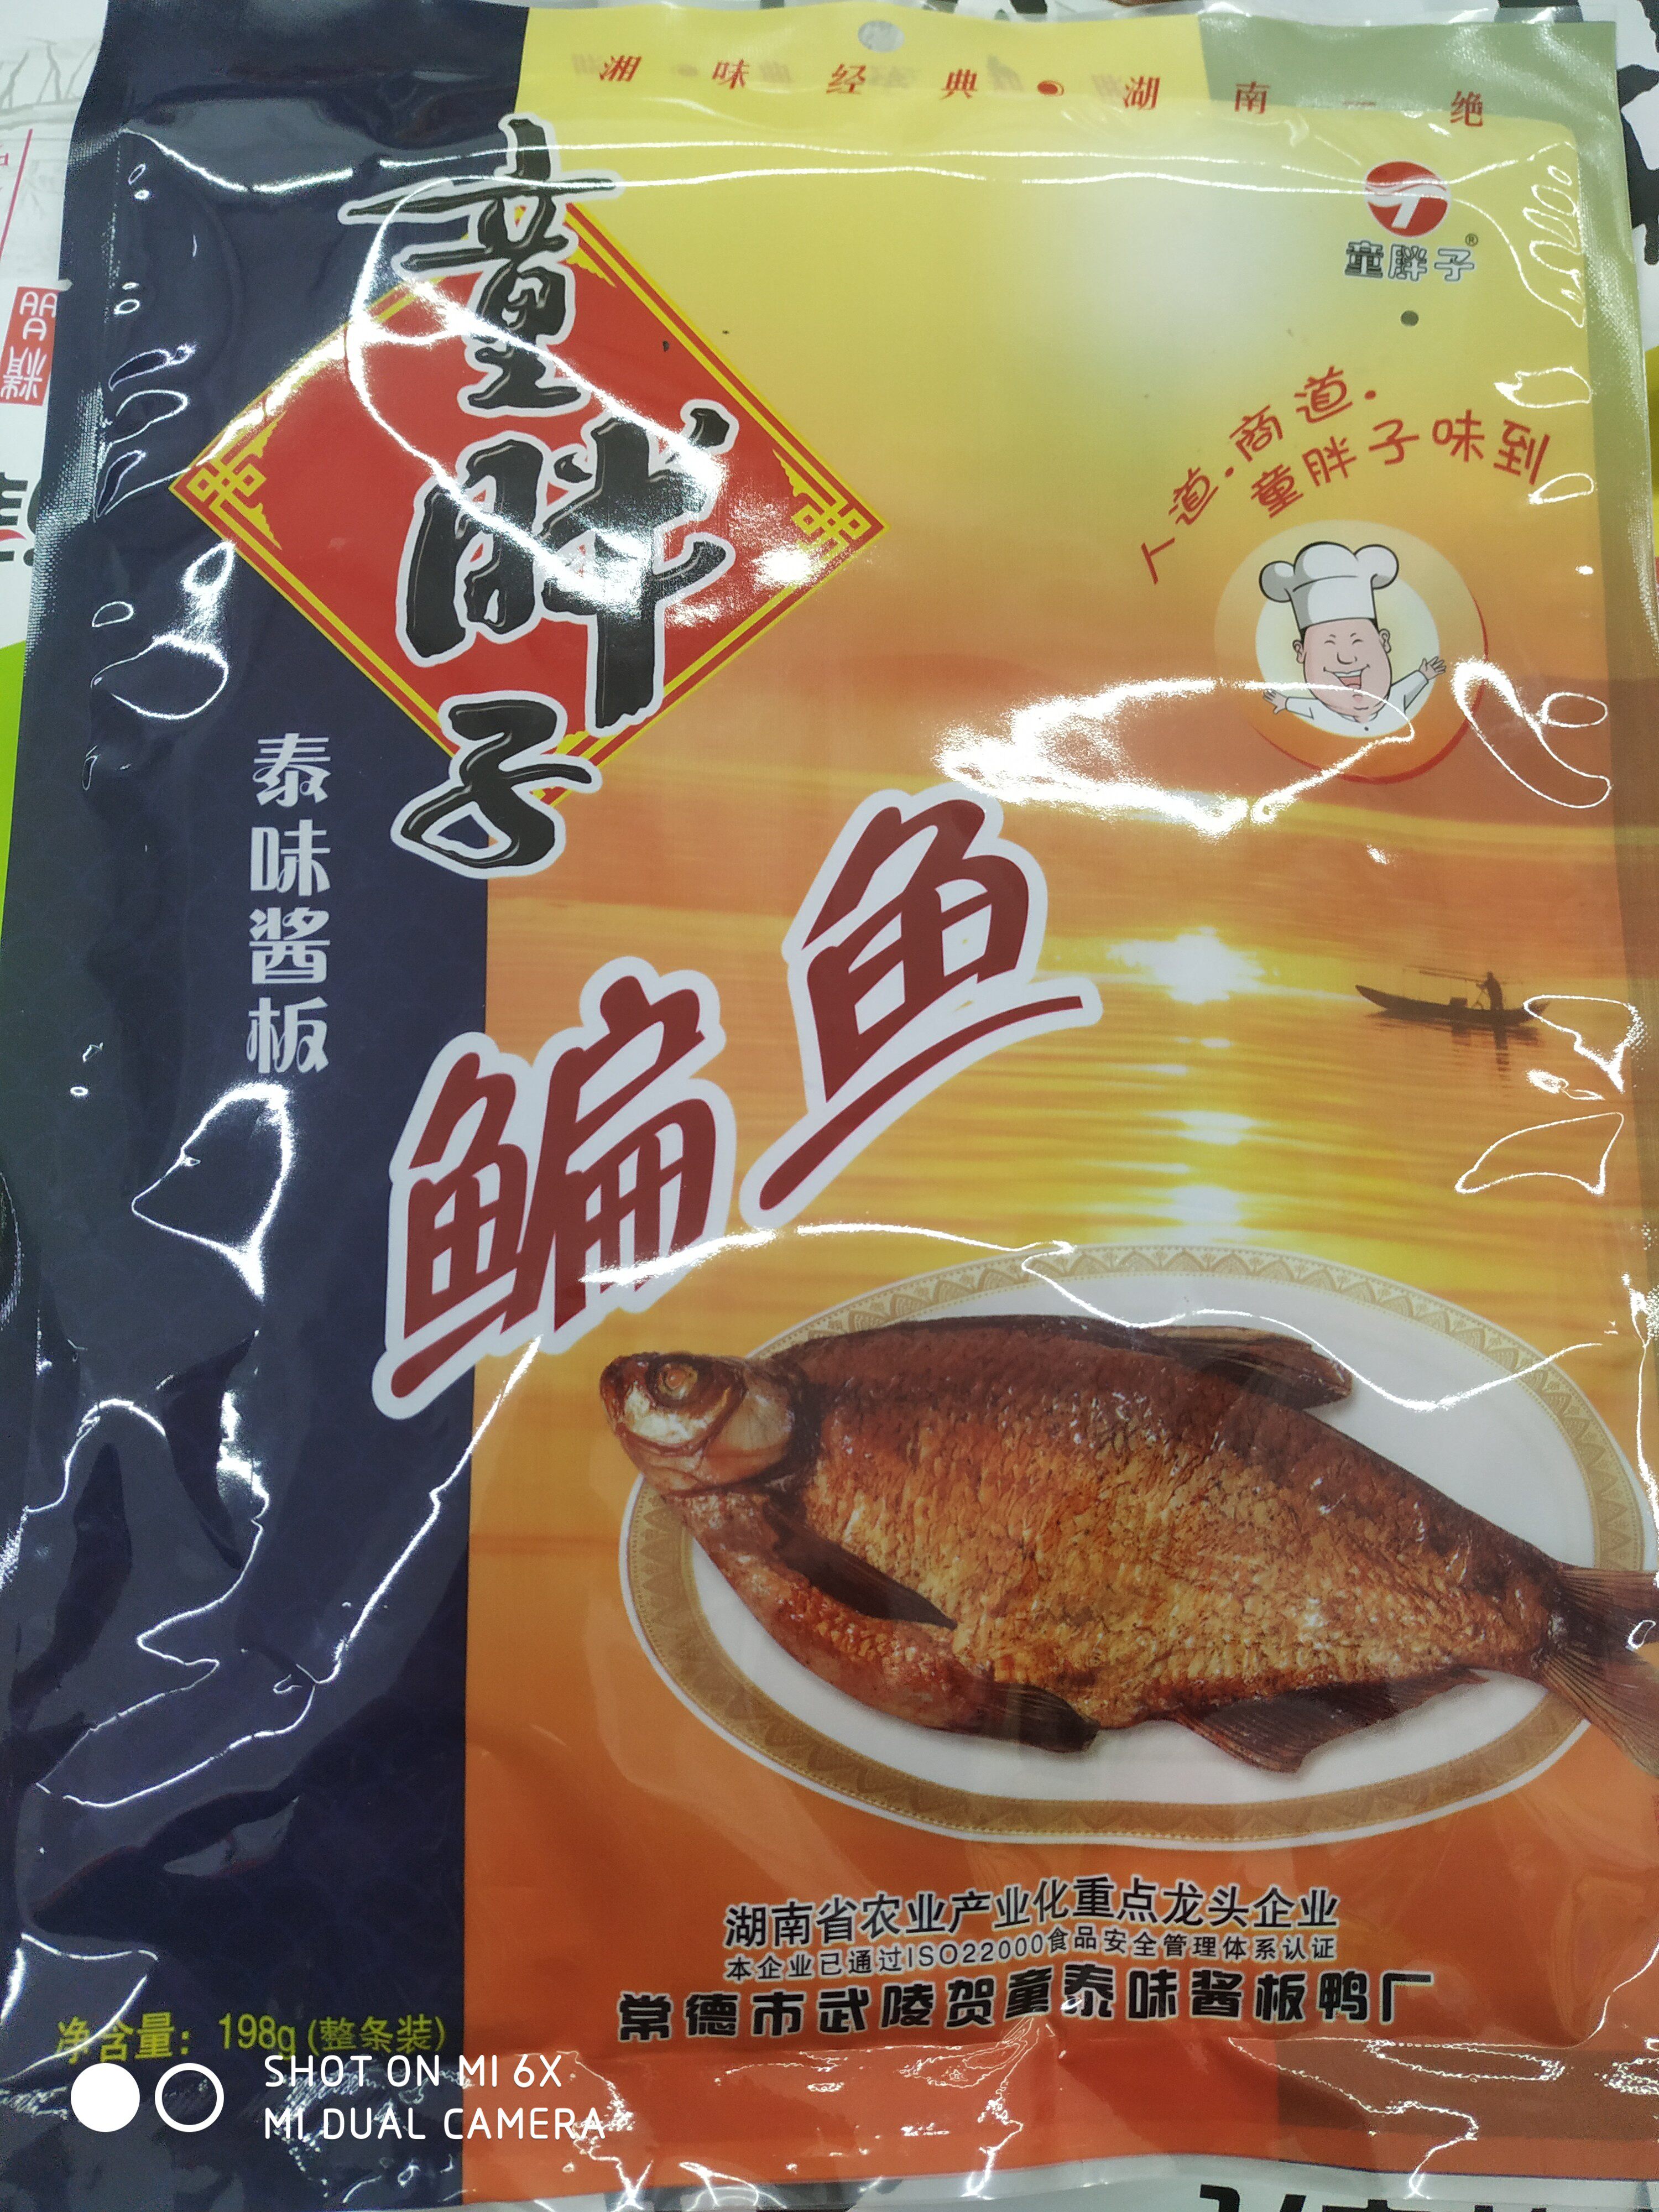 湘味经典·湖南一绝
童胖子®
人道·商道·
童胖子味到
童胖子
泰味酱板
鳊鱼
湖南省农业产业化重点龙头企业
本企业已通过ISO22000食品安全管理体系认证
常德市武陵贺童泰味酱板鸭厂
净含量：198g(整条装)
SHOT ON MI 6X
MI DUAL CAMERA